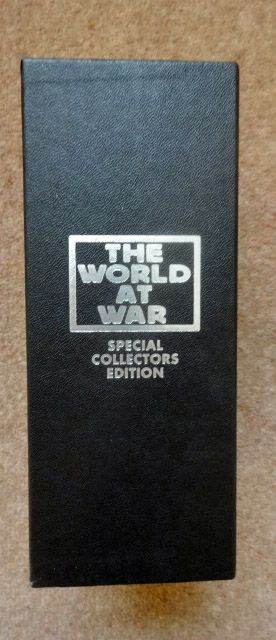 THE
WORLD
AT
WAR
SPECIAL
COLLECTORS
EDITION